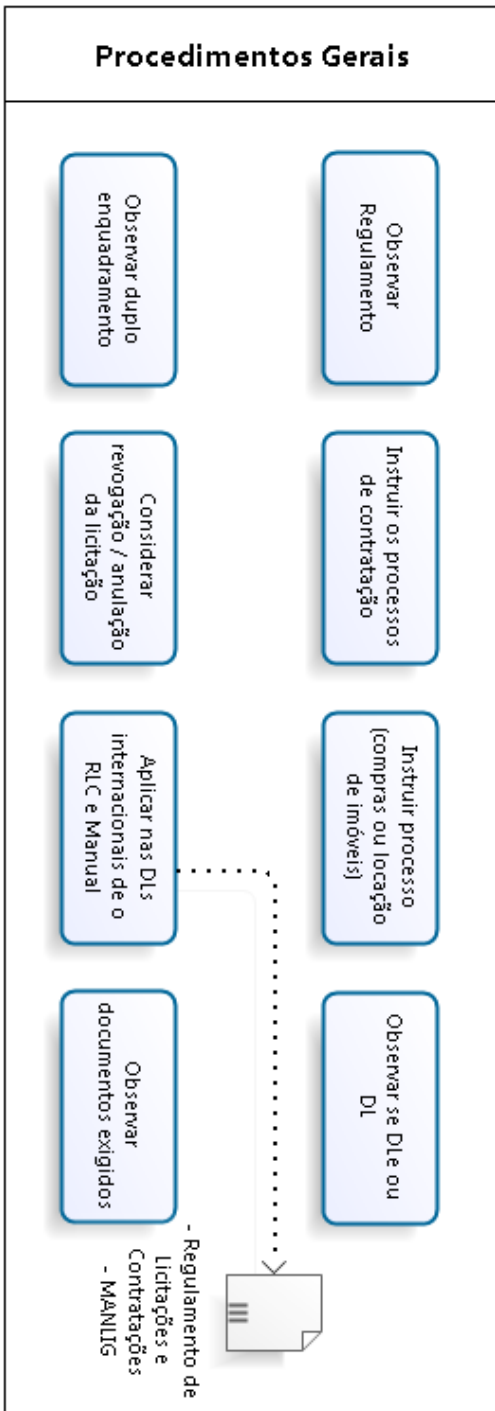 Procedimentos Gerais
Observar
Regulamento
Instruir os processos
de contratação
Instruir processo
(compras ou locação
de imóveis)
Observar se DLe ou
DL
Observar duplo
enquadramento
Considerar
revogação / anulação
da licitação
Aplicar nas DLs
internacionais de o
RLC e Manual
Observar
documentos exigidos
- Regulamento de
Licitações e
Contratações
- MANLIG